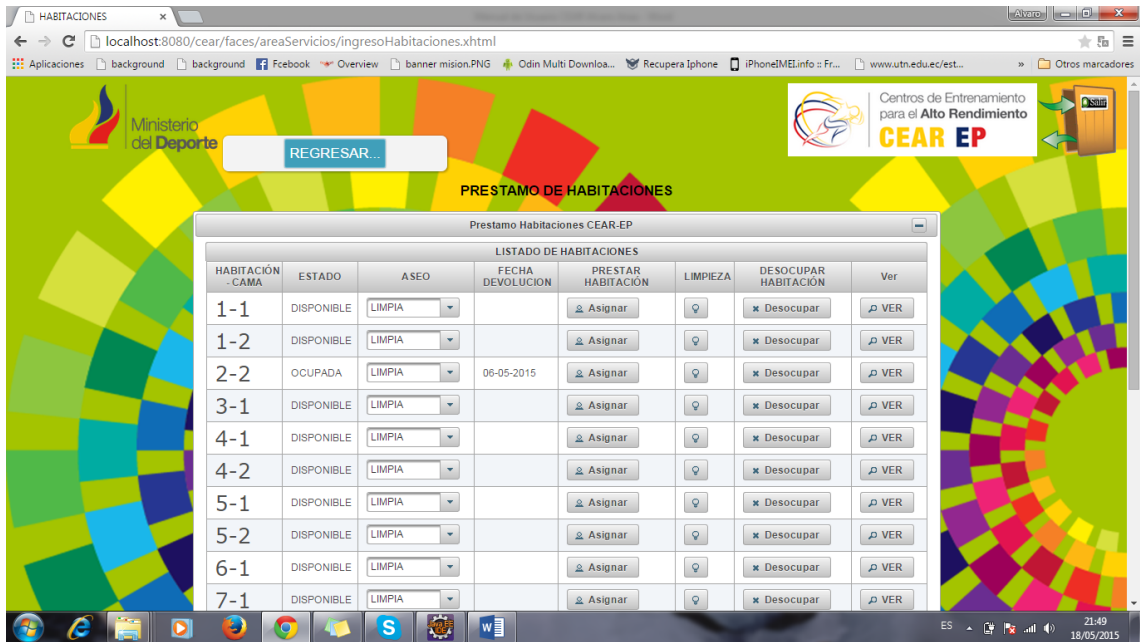 HABITACIONES
Alvaro
localhost:8080/cear/faces/areaServicios/ingresoHabitaciones.xhtml
Aplicaciones background background Fcebook Overview banner mision.PNG Odin Multi Downloa... Recupera Iphone iPhoneIMEI.info :: Fr... www.utn.edu.ec/est... » Otros marcadores
Ministerio
del Deporte
REGRESAR...
Centros de Entrenamiento
para el Alto Rendimiento
CEAR EP
Salir
PRESTAMO DE HABITACIONES
Prestamo Habitaciones CEAR-EP
LISTADO DE HABITACIONES
HABITACIÓN - CAMA ESTADO ASEO FECHA DEVOLUCION PRESTAR HABITACIÓN LIMPIEZA DESOCUPAR HABITACIÓN Ver
1-1 DISPONIBLE LIMPIA Asignar Desocupar VER
1-2 DISPONIBLE LIMPIA Asignar Desocupar VER
2-2 OCUPADA LIMPIA 06-05-2015 Asignar Desocupar VER
3-1 DISPONIBLE LIMPIA Asignar Desocupar VER
4-1 DISPONIBLE LIMPIA Asignar Desocupar VER
4-2 DISPONIBLE LIMPIA Asignar Desocupar VER
5-1 DISPONIBLE LIMPIA Asignar Desocupar VER
5-2 DISPONIBLE LIMPIA Asignar Desocupar VER
6-1 DISPONIBLE LIMPIA Asignar Desocupar VER
7-1 DISPONIBLE LIMPIA Asignar Desocupar VER
ES
21:49
18/05/2015